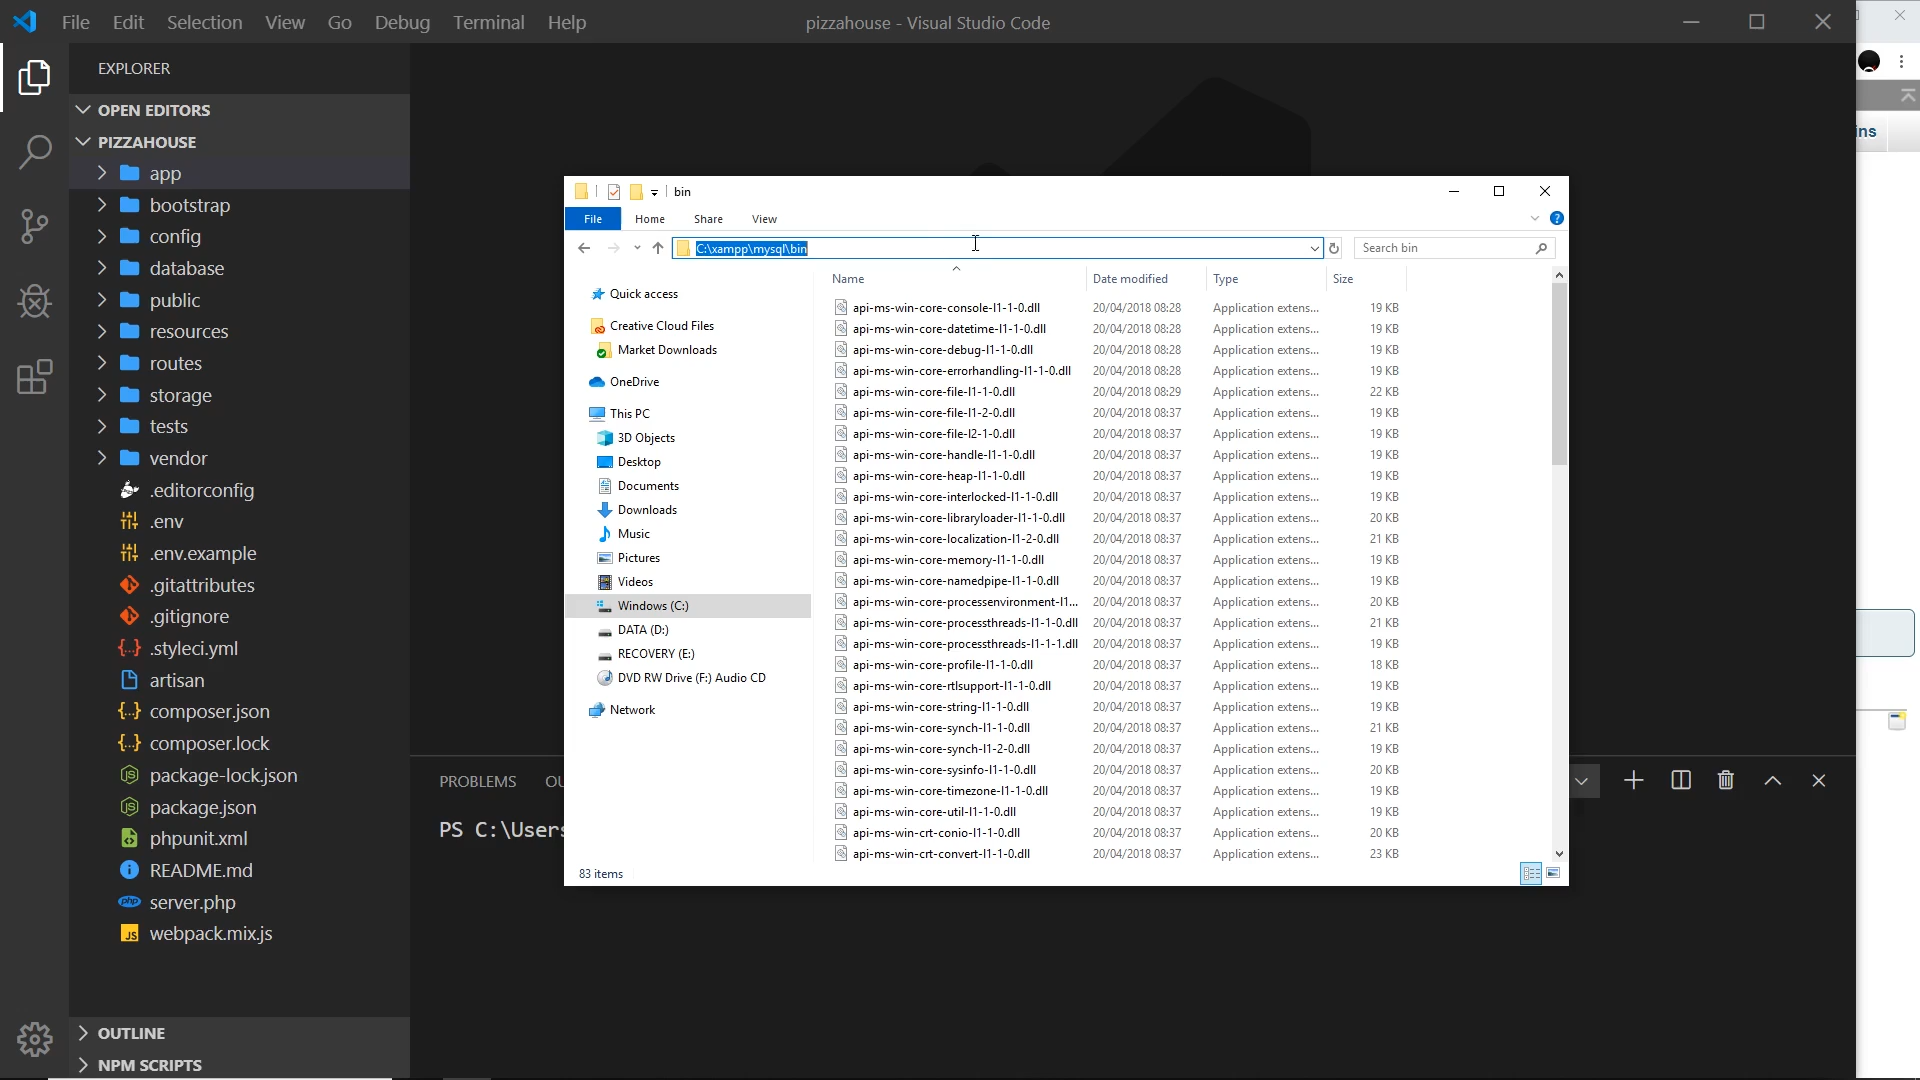 File Edit Selection View Go Debug Terminal Help
pizzahouse - Visual Studio Code
EXPLORER
OPEN EDITORS
PIZZAHOUSE
app
bootstrap
config
database
public
resources
routes
storage
tests
vendor
.editorconfig
.env
.env.example
.gitattributes
.gitignore
.styleci.yml
artisan
composer.json
composer.lock
package-lock.json
package.json
phpunit.xml
README.md
server.php
webpack.mix.js
OUTLINE
NPM SCRIPTS
bin
File Home Share View
C:\xampp\mysql\bin
Search bin
Quick access
Creative Cloud Files
Market Downloads
OneDrive
This PC
3D Objects
Desktop
Documents
Downloads
Music
Pictures
Videos
Windows (C:)
DATA (D:)
RECOVERY (E:)
DVD RW Drive (F:) Audio CD
Network
Name Date modified Type Size
api-ms-win-core-console-l1-1-0.dll 20/04/2018 08:28 Application extens... 19 KB
api-ms-win-core-datetime-l1-1-0.dll 20/04/2018 08:28 Application extens... 19 KB
api-ms-win-core-debug-l1-1-0.dll 20/04/2018 08:28 Application extens... 19 KB
api-ms-win-core-errorhandling-l1-1-0.dll 20/04/2018 08:28 Application extens... 19 KB
api-ms-win-core-file-l1-1-0.dll 20/04/2018 08:29 Application extens... 22 KB
api-ms-win-core-file-l1-2-0.dll 20/04/2018 08:37 Application extens... 19 KB
api-ms-win-core-file-l2-1-0.dll 20/04/2018 08:37 Application extens... 19 KB
api-ms-win-core-handle-l1-1-0.dll 20/04/2018 08:37 Application extens... 19 KB
api-ms-win-core-heap-l1-1-0.dll 20/04/2018 08:37 Application extens... 19 KB
api-ms-win-core-interlocked-l1-1-0.dll 20/04/2018 08:37 Application extens... 19 KB
api-ms-win-core-libraryloader-l1-1-0.dll 20/04/2018 08:37 Application extens... 20 KB
api-ms-win-core-localization-l1-2-0.dll 20/04/2018 08:37 Application extens... 21 KB
api-ms-win-core-memory-l1-1-0.dll 20/04/2018 08:37 Application extens... 19 KB
api-ms-win-core-namedpipe-l1-1-0.dll 20/04/2018 08:37 Application extens... 19 KB
api-ms-win-core-processenvironment-l1... 20/04/2018 08:37 Application extens... 20 KB
api-ms-win-core-processthreads-l1-1-0.dll 20/04/2018 08:37 Application extens... 21 KB
api-ms-win-core-processthreads-l1-1-1.dll 20/04/2018 08:37 Application extens... 19 KB
api-ms-win-core-profile-l1-1-0.dll 20/04/2018 08:37 Application extens... 18 KB
api-ms-win-core-rtlsupport-l1-1-0.dll 20/04/2018 08:37 Application extens... 19 KB
api-ms-win-core-string-l1-1-0.dll 20/04/2018 08:37 Application extens... 19 KB
api-ms-win-core-synch-l1-1-0.dll 20/04/2018 08:37 Application extens... 21 KB
api-ms-win-core-synch-l1-2-0.dll 20/04/2018 08:37 Application extens... 19 KB
api-ms-win-core-sysinfo-l1-1-0.dll 20/04/2018 08:37 Application extens... 20 KB
api-ms-win-core-timezone-l1-1-0.dll 20/04/2018 08:37 Application extens... 19 KB
api-ms-win-core-util-l1-1-0.dll 20/04/2018 08:37 Application extens... 19 KB
api-ms-win-crt-conio-l1-1-0.dll 20/04/2018 08:37 Application extens... 20 KB
api-ms-win-crt-convert-l1-1-0.dll 20/04/2018 08:37 Application extens... 23 KB
83 items
PROBLEMS OU
PS C:\Users
ins